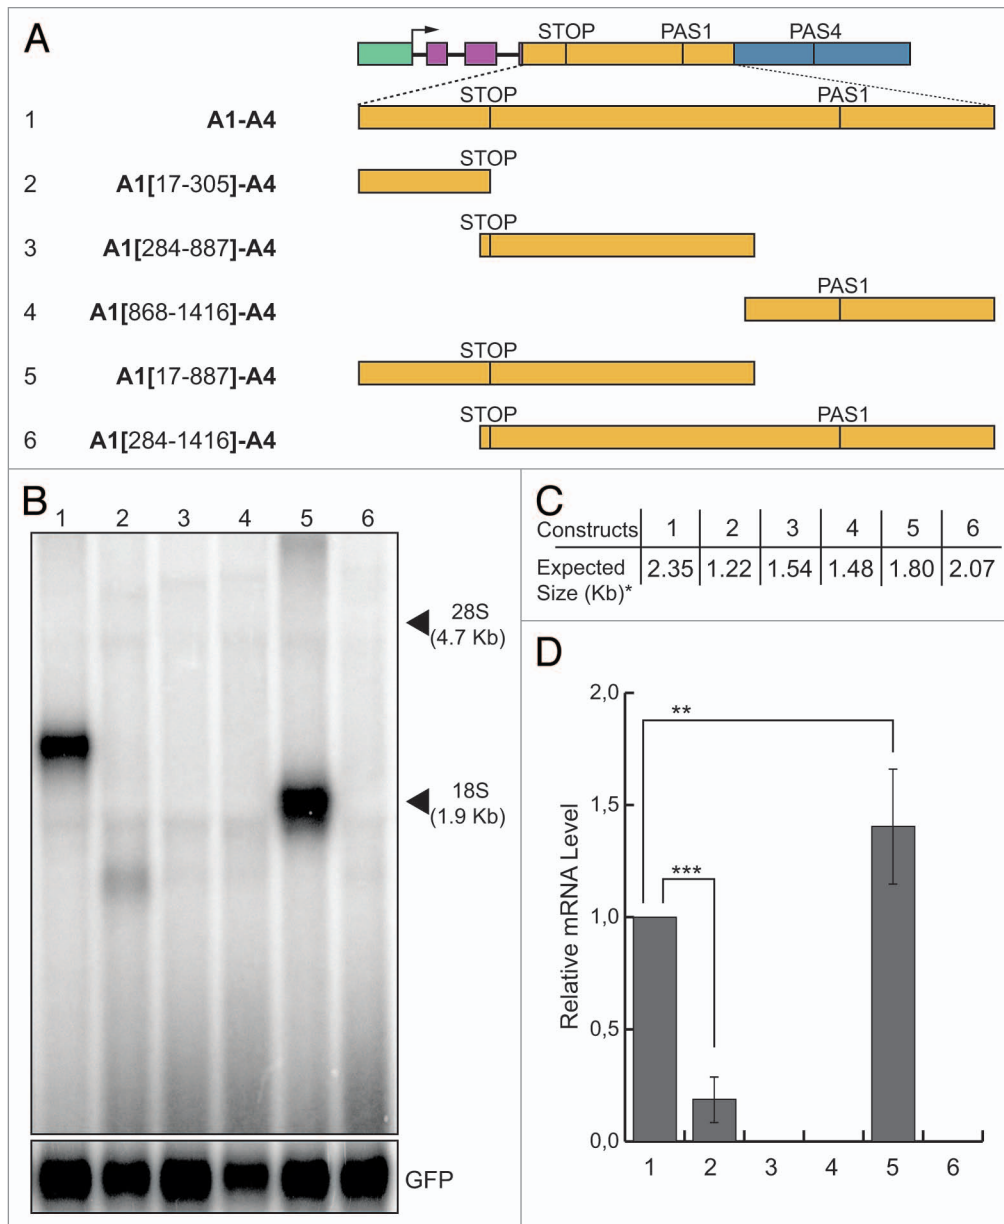 A
STOP PAS1 PAS4
STOP PAS1
1 A1-A4
STOP
2 A1[17-305]-A4
STOP
3 A1[284-887]-A4
PAS1
4 A1[868-1416]-A4
STOP
5 A1[17-887]-A4
STOP PAS1
6 A1[284-1416]-A4
B
1 2 3 4 5 6
28S
(4.7 Kb)
18S
(1.9 Kb)
GFP
C
Constructs 1 2 3 4 5 6
Expected 2.35 1.22 1.54 1.48 1.80 2.07
Size (Kb)*
D
Relative mRNA Level
2,0
**
1,5
***
1,0
0,5
0,0
1 2 3 4 5 6